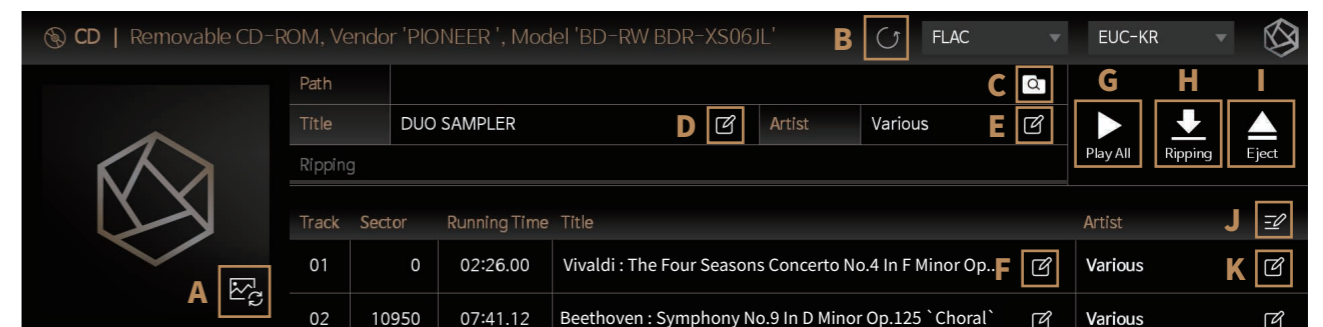 CD | Removable CD-ROM, Vendor 'PIONEER ', Model 'BD-RW BDR-XS06JL' B FLAC EUC-KR
Path C G H I
Title DUO SAMPLER D Artist Various E
Play All Ripping Eject
Ripping
Track Sector Running Time Title Artist J
01 0 02:26.00 Vivaldi : The Four Seasons Concerto No.4 In F Minor Op.. F Various K
A
02 10950 07:41.12 Beethoven : Symphony No.9 In D Minor Op.125 `Choral` Various